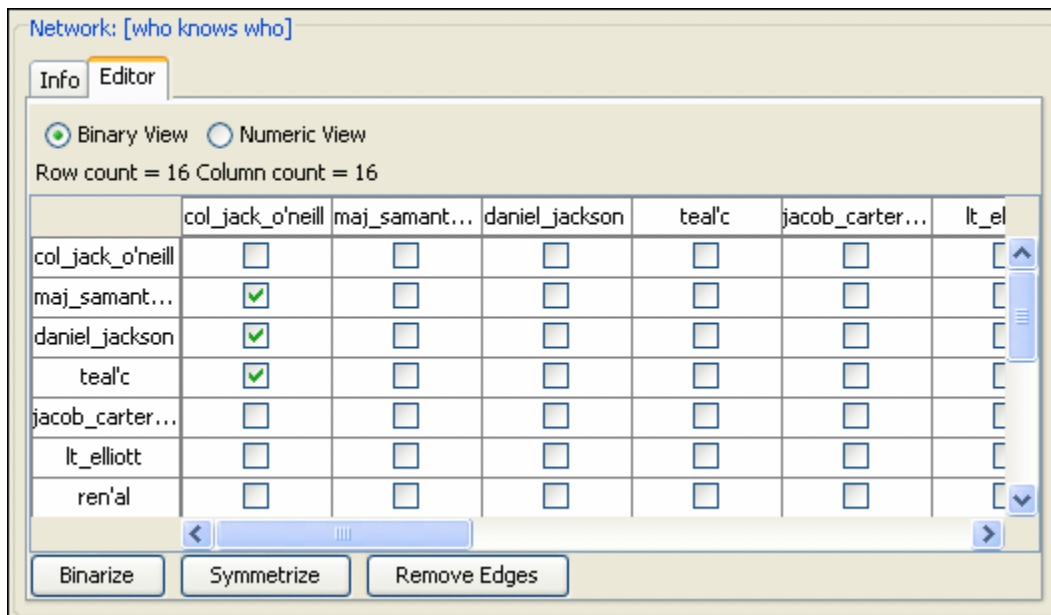 Network: [who knows who]
Info Editor
Binary View Numeric View
Row count = 16 Column count = 16
col_jack_o'neill maj_samant... daniel_jackson teal'c jacob_carter... lt_el
col_jack_o'neill
maj_samant...
daniel_jackson
teal'c
jacob_carter...
lt_elliott
ren'al
Binarize Symmetrize Remove Edges